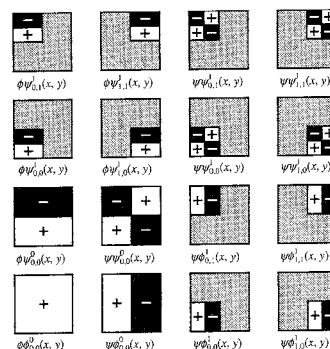 − + − + − + + − − + + −
ϕψ¹₀,₁(x, y) ϕψ¹₁,₁(x, y) ψψ¹₀,₁(x, y) ψψ¹₁,₁(x, y)
− + − + − + + − − + + −
ϕψ¹₀,₀(x, y) ϕψ¹₁,₀(x, y) ψψ¹₀,₀(x, y) ψψ¹₁,₀(x, y)
− + − + + − + − + −
ϕψ⁰₀,₀(x, y) ψψ⁰₀,₀(x, y) ψϕ¹₀,₁(x, y) ψϕ¹₁,₁(x, y)
+ + − + − + −
ϕϕ⁰₀,₀(x, y) ψϕ⁰₀,₀(x, y) ψϕ¹₀,₀(x, y) ψϕ¹₁,₀(x, y)